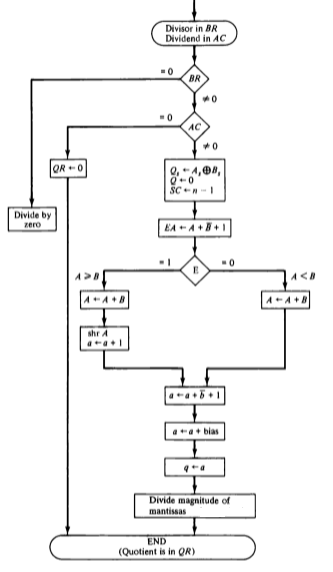 Divisor in BR
Dividend in AC
= 0
BR
≠ 0
= 0
AC
≠ 0
QR ← 0
Qₛ ← Aₛ ⊕ Bₛ
Q ← 0
SC ← n − 1
Divide by
zero
EA ← A + B̅ + 1
= 1
E
= 0
A ≥ B
A < B
A ← A + B
A ← A + B
shr A
a ← a + 1
a ← a + b̅ + 1
a ← a + bias
q ← a
Divide magnitude of
mantissas
END
(Quotient is in QR)